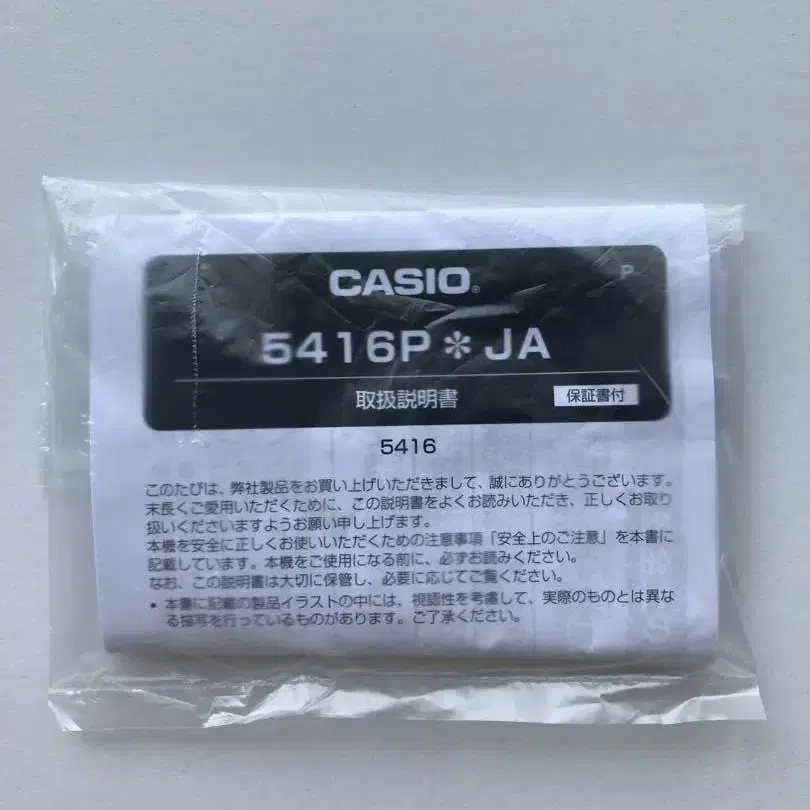 CASIO®
P
5416P＊JA
取扱説明書
保証書付
5416
このたびは、弊社製品をお買い上げいただきまして、誠にありがとうございます。
末長くご愛用いただくために、この説明書をよくお読みいただき、正しくお取り
扱いくださいますようお願い申し上げます。
本機を安全に正しくお使いいただくための注意事項「安全上のご注意」を本書に
記載しています。本機をご使用になる前に、必ずお読みください。
なお、この説明書は大切に保管し、必要に応じてご覧ください。
• 本書に記載の製品イラストの中には、視認性を考慮して、実際のものとは異な
る描写を行っているものがあります。ご了承ください。